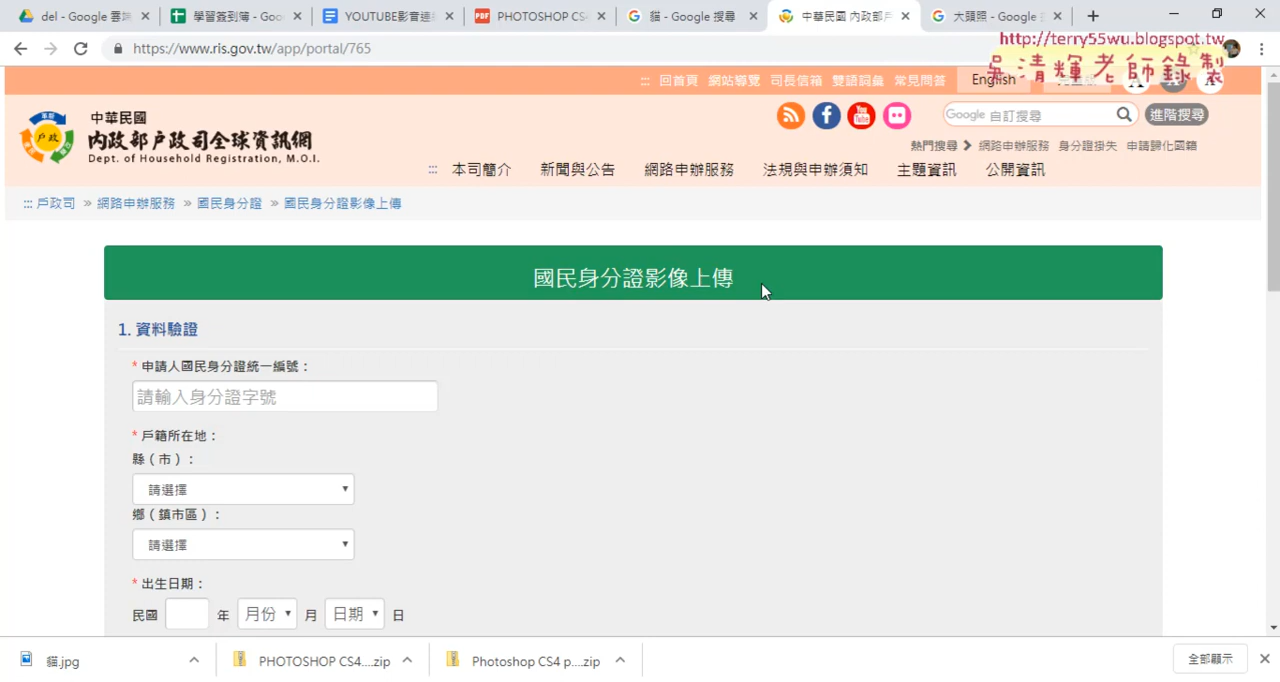 del - Google 雲端
學習簽到簿 - Goo
YOUTUBE影音連
PHOTOSHOP CS
貓 - Google 搜尋
中華民國 內政部戶
大頭照 - Google
http://terry55wu.blogspot.tw
https://www.ris.gov.tw/app/portal/765
吳清輝老師錄製
::: 回首頁 網站導覽 司長信箱 雙語詞彙 常見問答 English
A A A
中華民國
戶政
內政部戶政司全球資訊網
Dept. of Household Registration, M.O.I.
You Tube
Google 自訂搜尋
進階搜尋
熱門搜尋 網路申辦服務 身分證掛失 申請歸化國籍
::: 本司簡介 新聞與公告 網路申辦服務 法規與申辦須知 主題資訊 公開資訊
::: 戶政司 » 網路申辦服務 » 國民身分證 » 國民身分證影像上傳
國民身分證影像上傳
1. 資料驗證
* 申請人國民身分證統一編號：
請輸入身分證字號
* 戶籍所在地：
縣（市）：
請選擇
鄉（鎮市區）：
請選擇
* 出生日期：
民國 年 月份 月 日期 日
貓.jpg
PHOTOSHOP CS4....zip
Photoshop CS4 p....zip
全部顯示